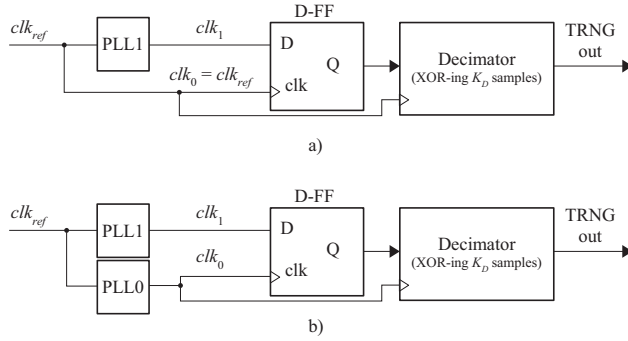 D-FF
clk_ref
PLL1
clk_1
D
Q
clk
clk_0 = clk_ref
Decimator
(XOR-ing K_D samples)
TRNG
out
a)
D-FF
clk_ref
PLL1
clk_1
D
Q
clk
PLL0
clk_0
Decimator
(XOR-ing K_D samples)
TRNG
out
b)